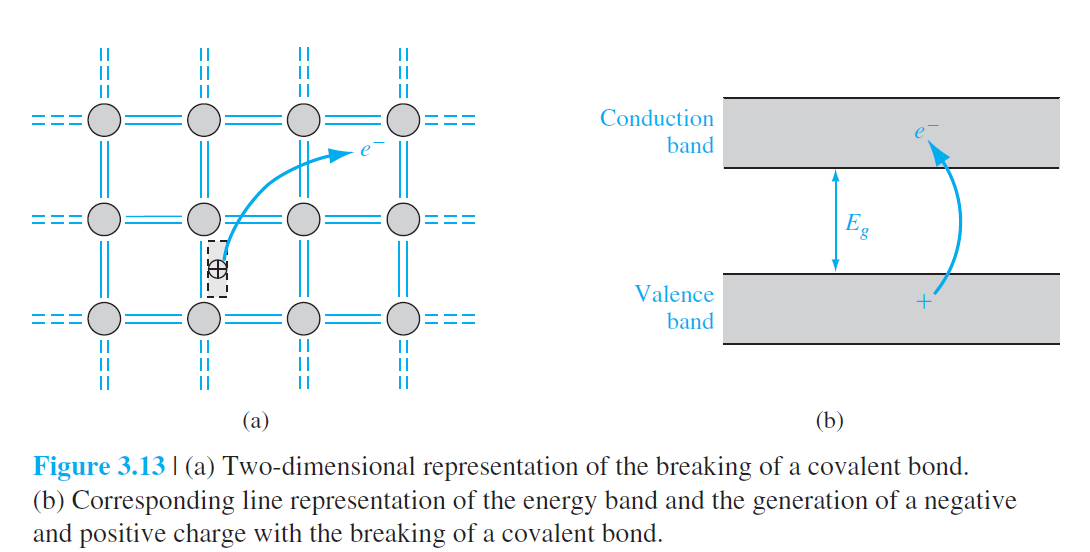 e⁻
Conduction
band
e⁻
E_g
Valence
band
+
(a)
(b)
Figure 3.13 | (a) Two-dimensional representation of the breaking of a covalent bond.
(b) Corresponding line representation of the energy band and the generation of a negative
and positive charge with the breaking of a covalent bond.